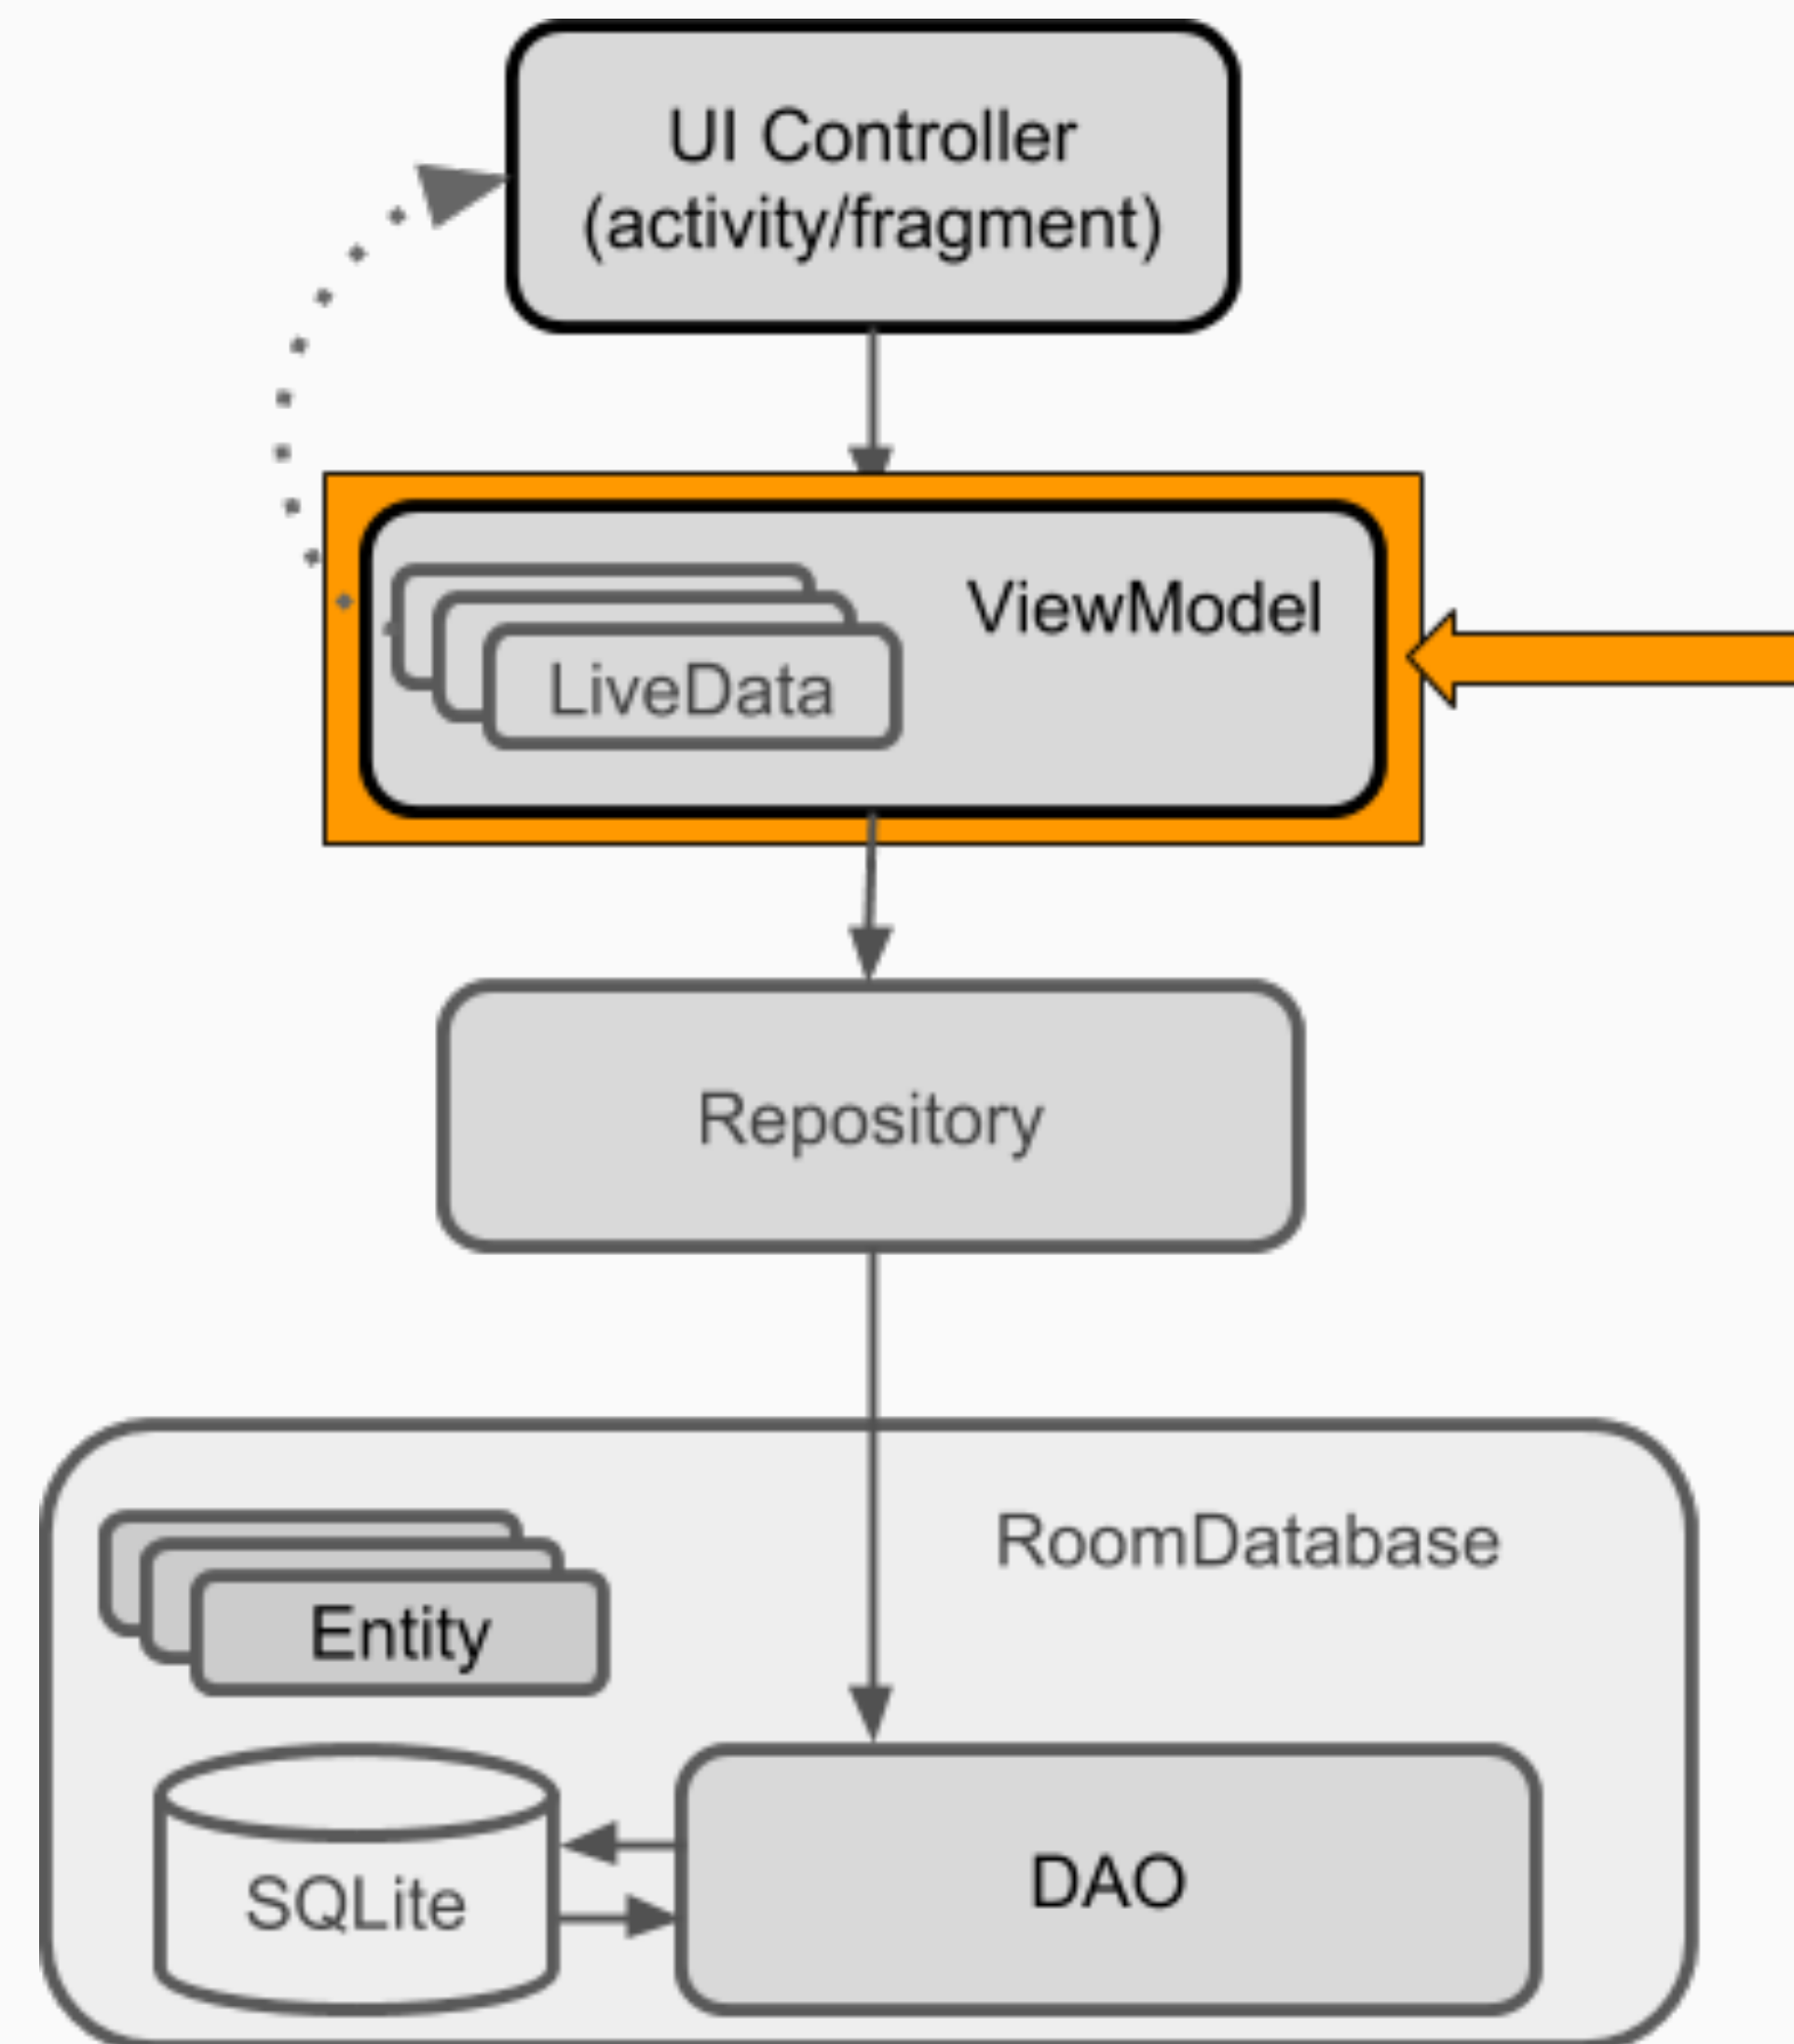 UI Controller
(activity/fragment)
ViewModel
LiveData
Repository
RoomDatabase
Entity
SQLite
DAO